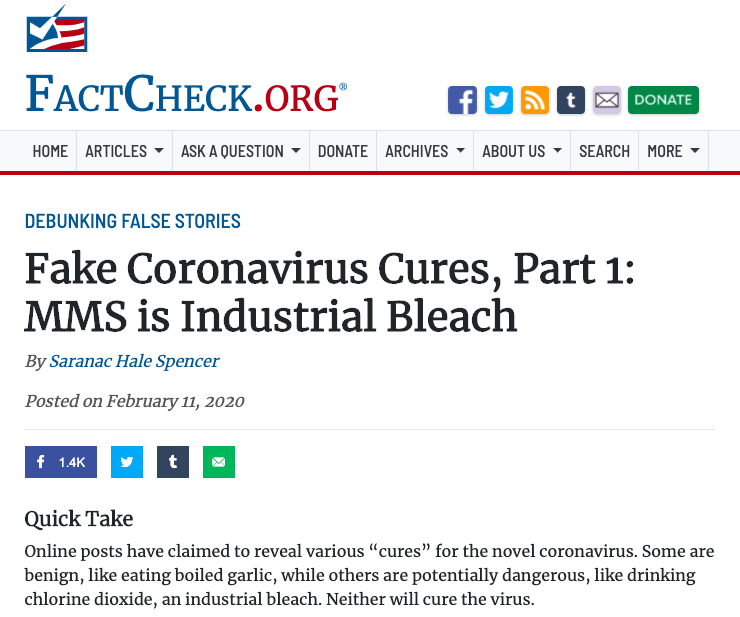 FACTCHECK.ORG®
DONATE
HOME ARTICLES ASK A QUESTION DONATE ARCHIVES ABOUT US SEARCH MORE
DEBUNKING FALSE STORIES
Fake Coronavirus Cures, Part 1:
MMS is Industrial Bleach
By Saranac Hale Spencer
Posted on February 11, 2020
1.4K
Quick Take
Online posts have claimed to reveal various “cures” for the novel coronavirus. Some are
benign, like eating boiled garlic, while others are potentially dangerous, like drinking
chlorine dioxide, an industrial bleach. Neither will cure the virus.